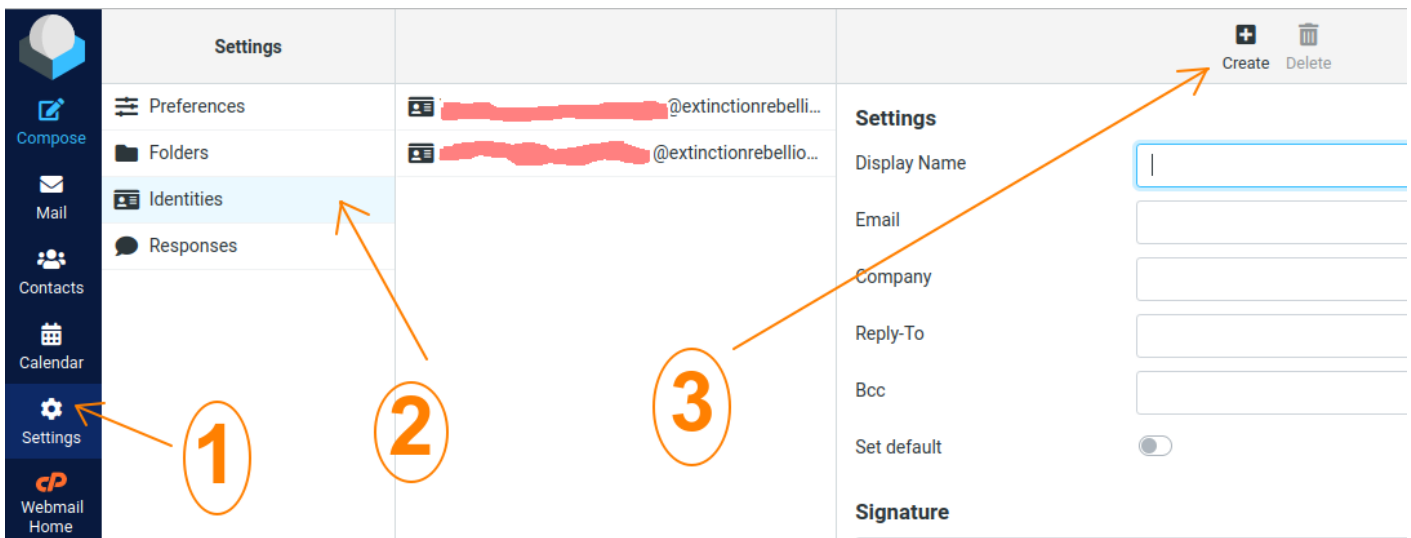 Settings
Create Delete
Compose
Mail
Contacts
Calendar
Settings
cP
Webmail
Home
Preferences
Folders
Identities
Responses
@extinctionrebelli...
@extinctionrebellio...
Settings
Display Name
Email
Company
Reply-To
Bcc
Set default
Signature
1
2
3